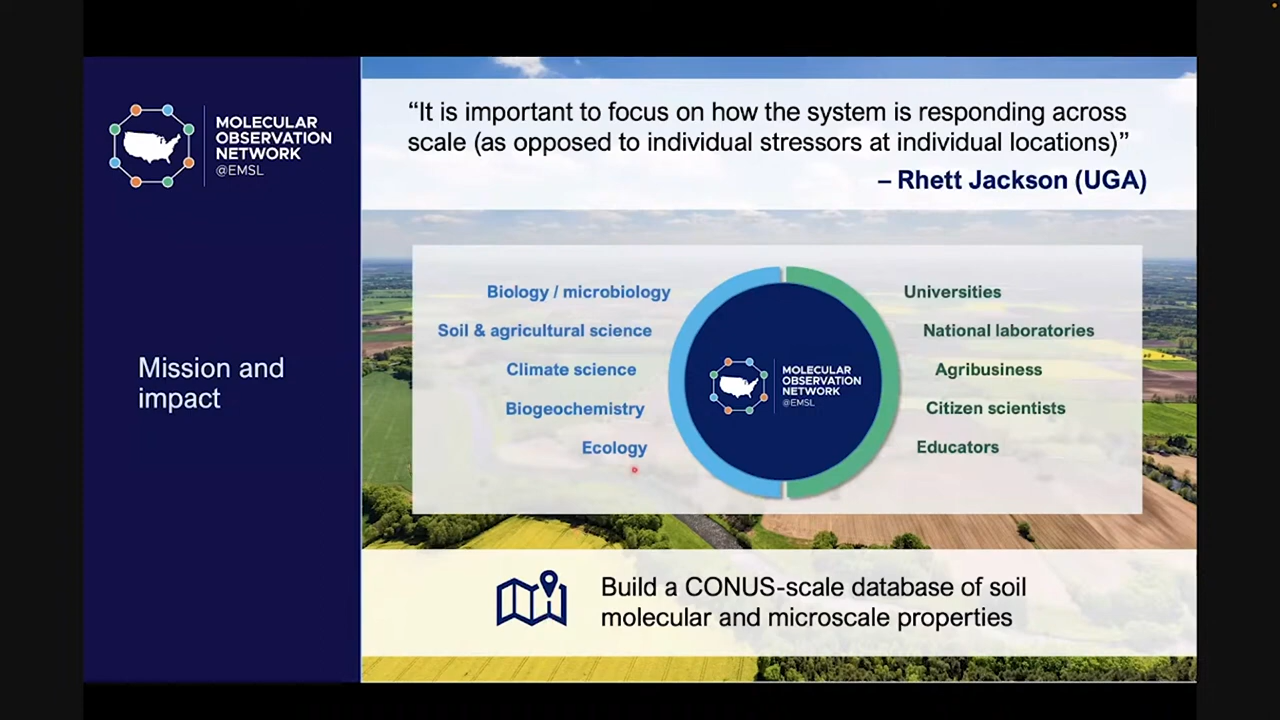 MOLECULAR
OBSERVATION
NETWORK
@EMSL
Mission and
impact
“It is important to focus on how the system is responding across
scale (as opposed to individual stressors at individual locations)”
– Rhett Jackson (UGA)
Biology / microbiology
Soil & agricultural science
Climate science
Biogeochemistry
Ecology
MOLECULAR
OBSERVATION
NETWORK
@EMSL
Universities
National laboratories
Agribusiness
Citizen scientists
Educators
Build a CONUS-scale database of soil
molecular and microscale properties